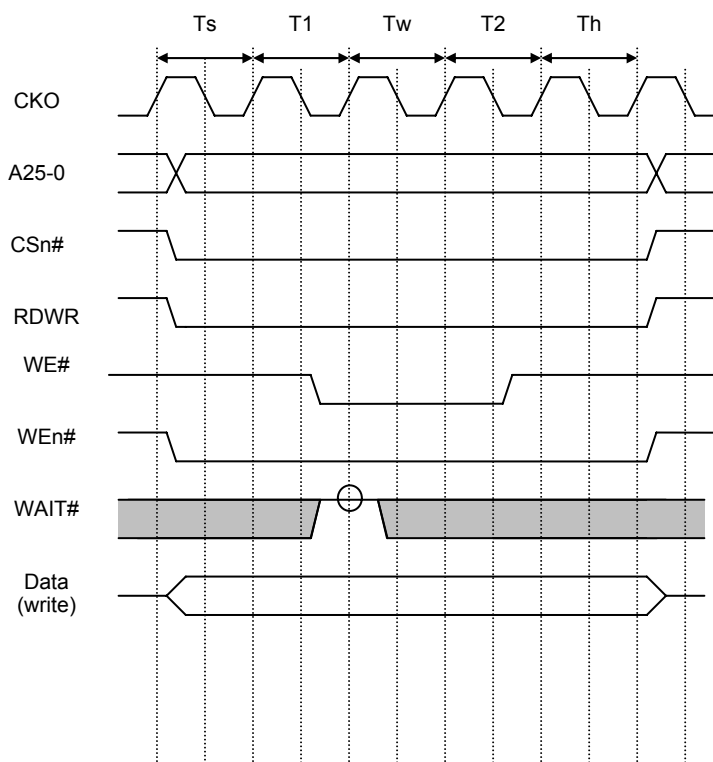 Ts T1 Tw T2 Th
CKO
A25-0
CSn#
RDWR
WE#
WEn#
WAIT#
Data
(write)